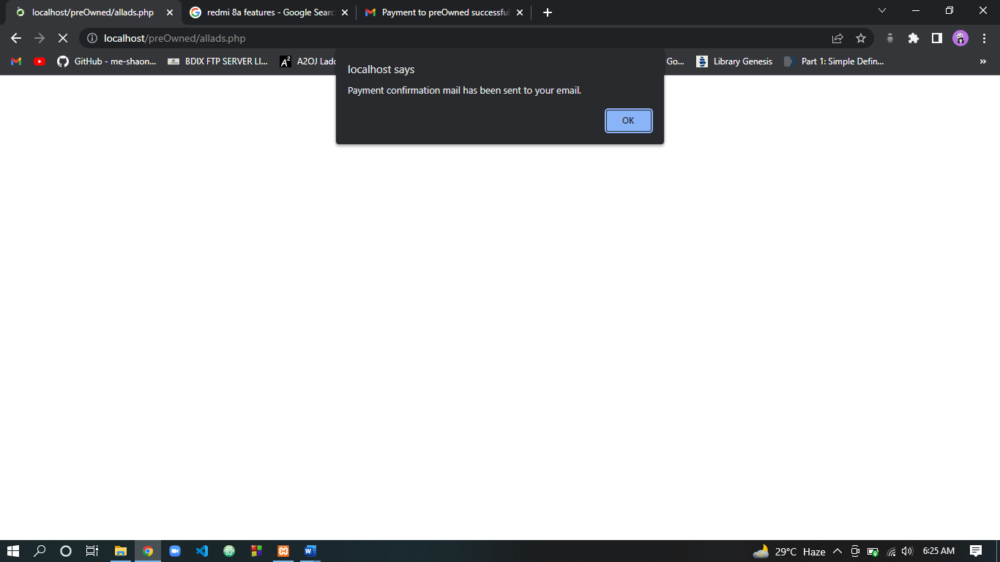 localhost/preOwned/allads.php
redmi 8a features - Google Searc
Payment to preOwned successful
localhost/preOwned/allads.php
GitHub - me-shaon...
BDIX FTP SERVER LI...
A2OJ Ladd
Go...
Library Genesis
Part 1: Simple Defin...
localhost says
Payment confirmation mail has been sent to your email.
OK
29°C Haze
6:25 AM